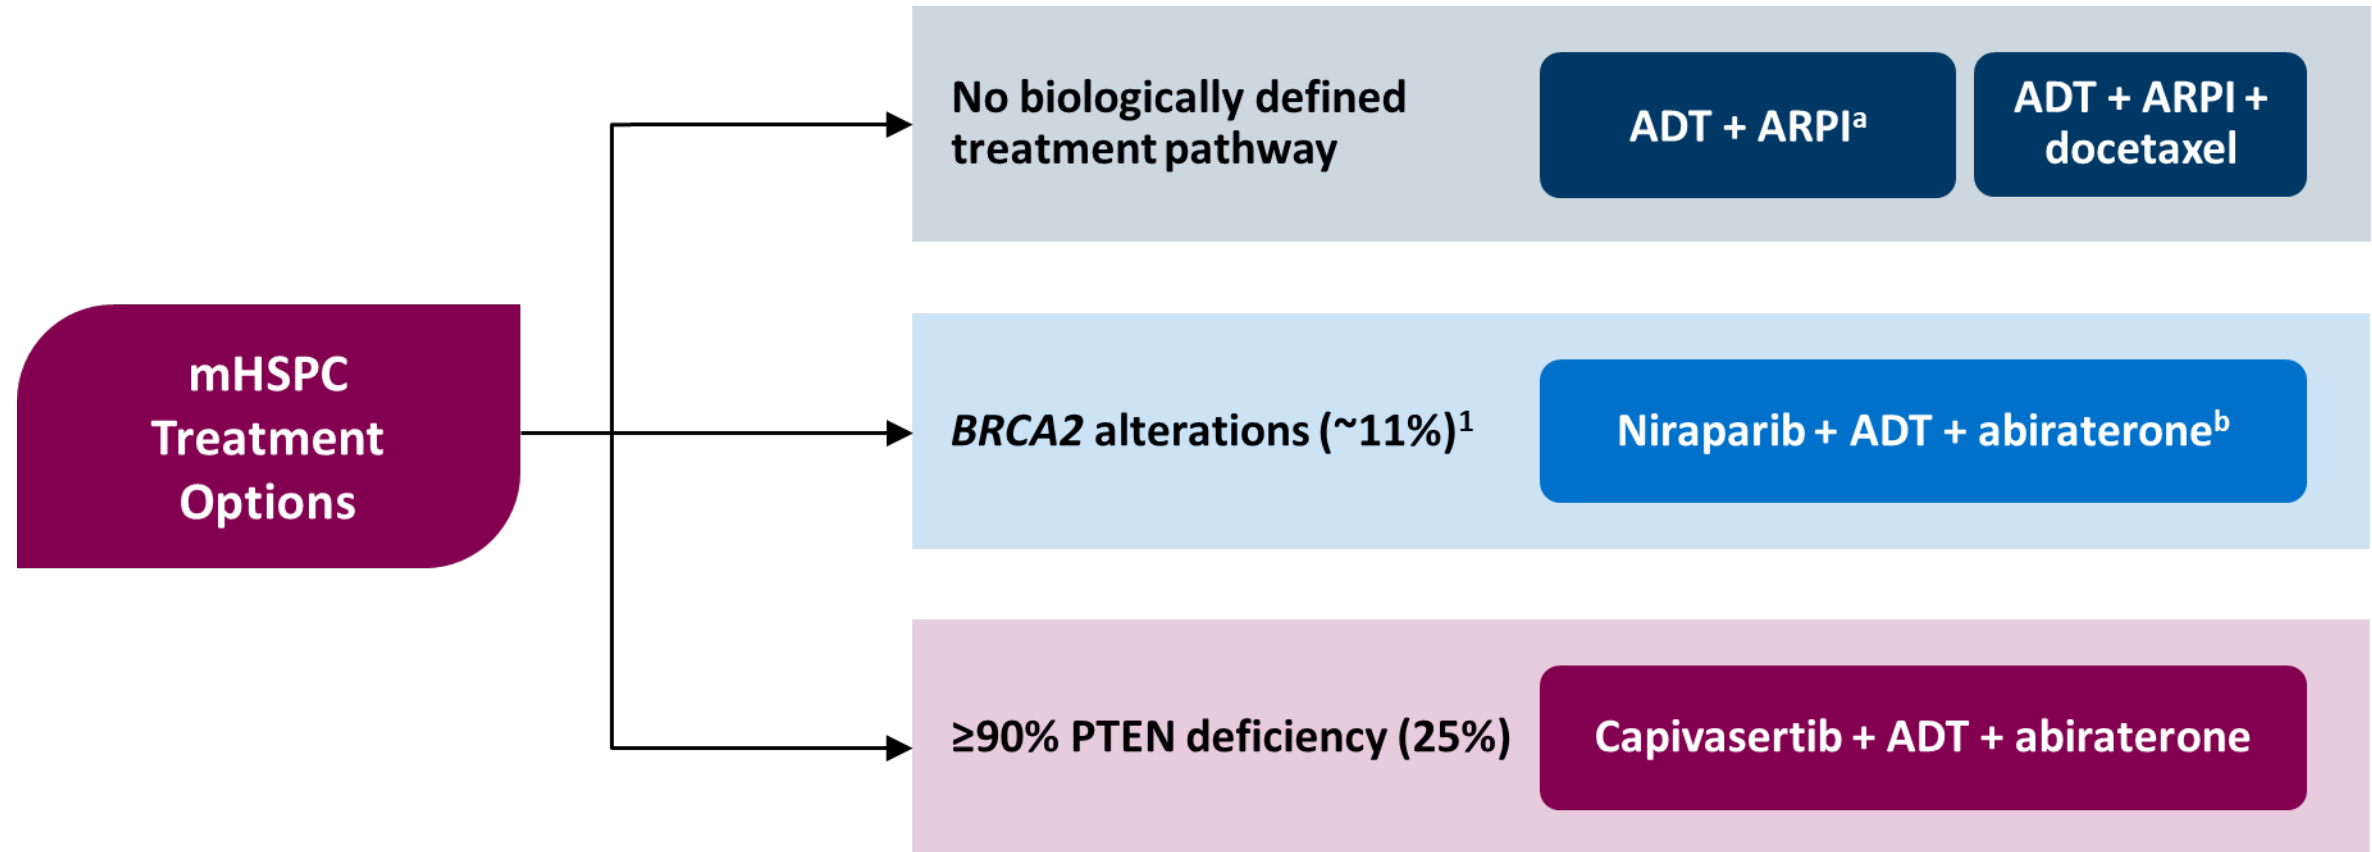 mHSPC
Treatment
Options
No biologically defined
treatment pathway
ADT + ARPIᵃ
ADT + ARPI +
docetaxel
BRCA2 alterations (~11%)¹
Niraparib + ADT + abirateroneᵇ
≥90% PTEN deficiency (25%)
Capivasertib + ADT + abiraterone